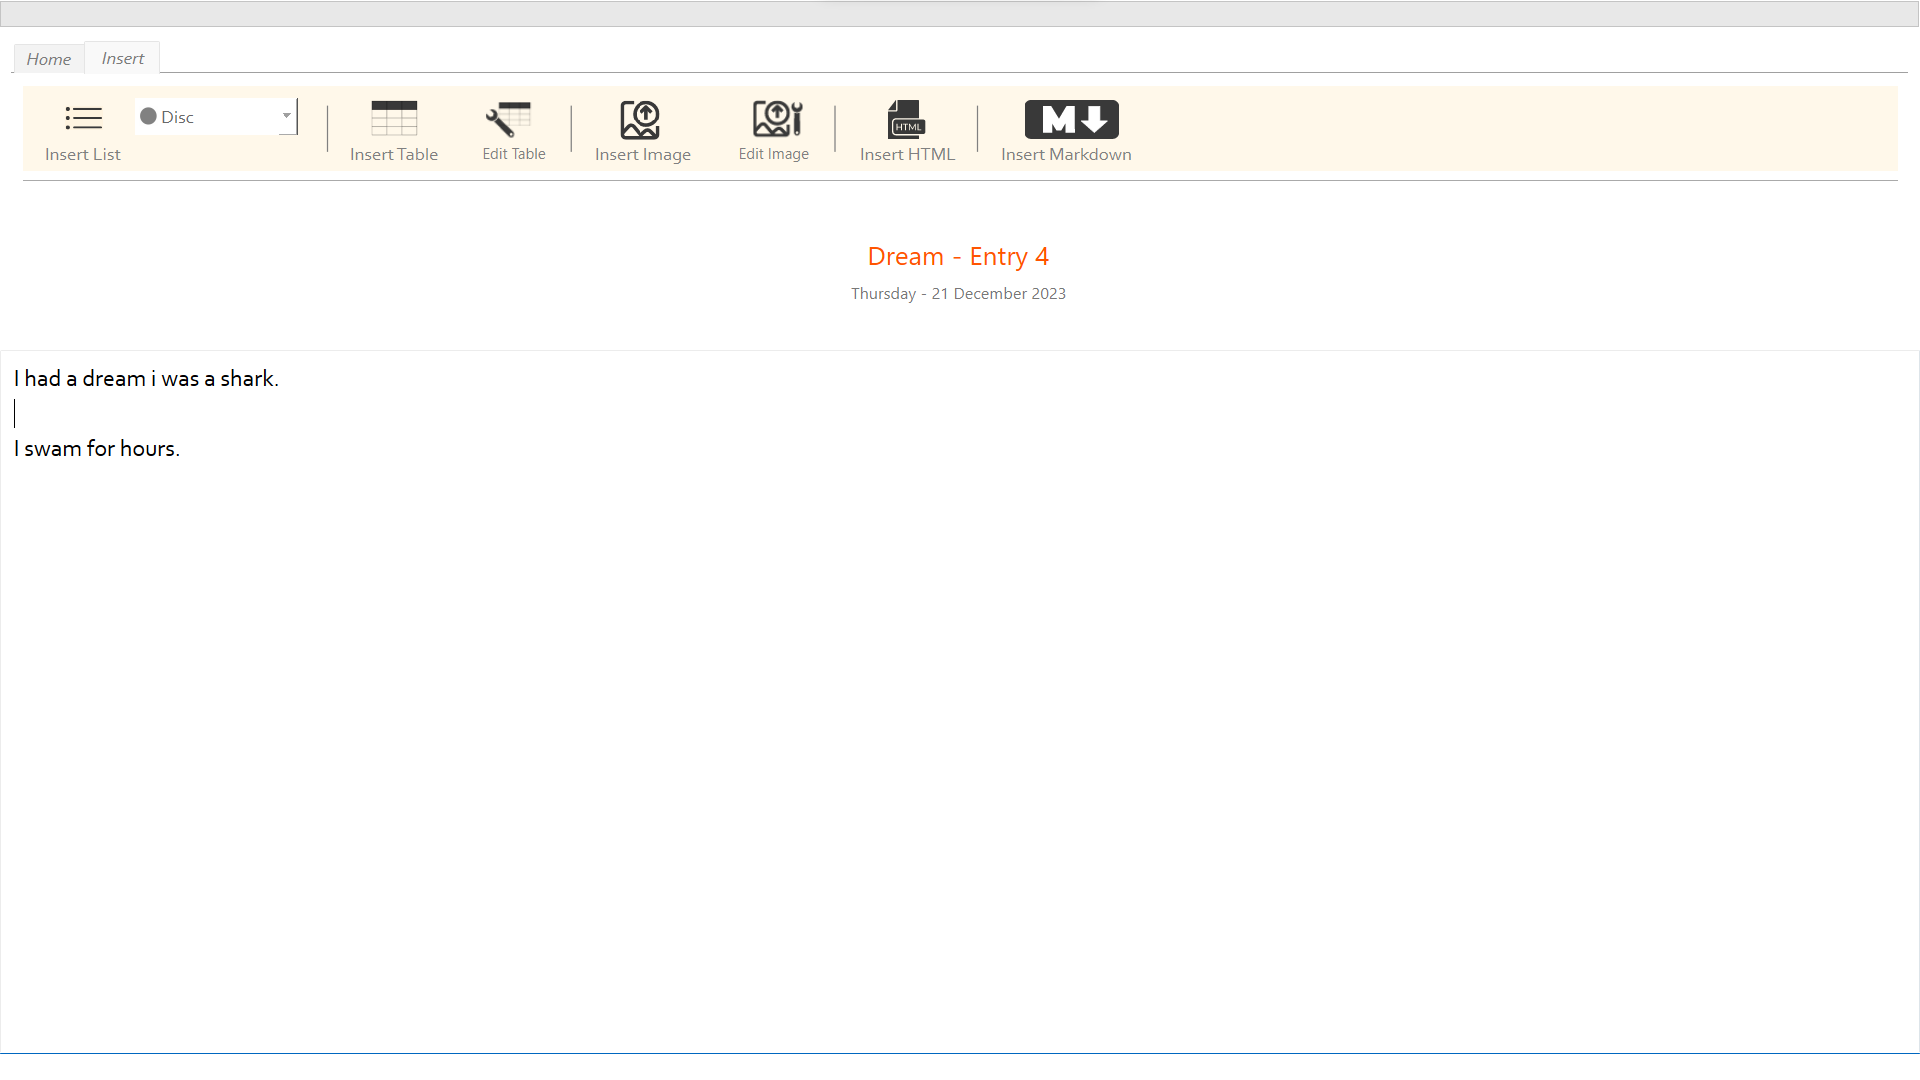 Home Insert
Disc
Insert List Insert Table Edit Table Insert Image Edit Image HTML Insert HTML M Insert Markdown
Dream - Entry 4
Thursday - 21 December 2023
I had a dream i was a shark.
I swam for hours.